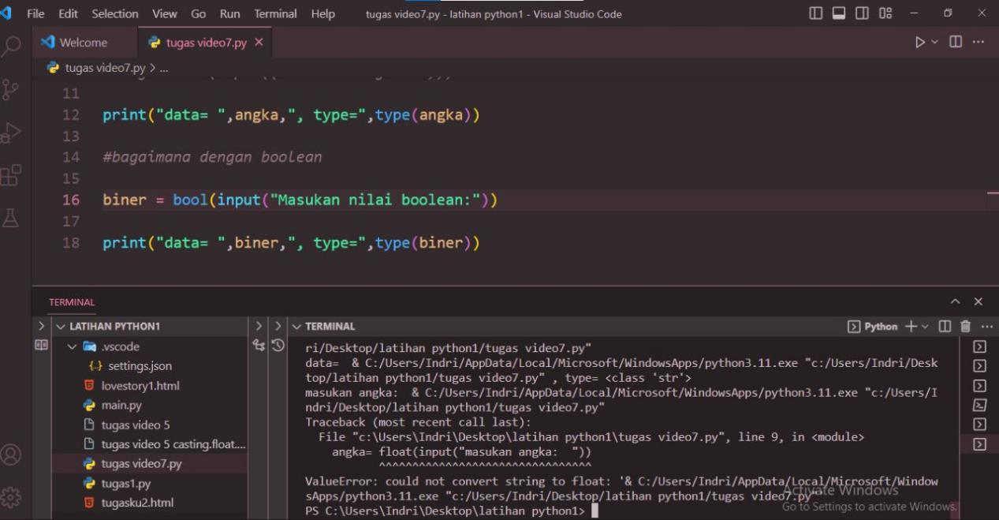 File Edit Selection View Go Run Terminal Help tugas video7.py - latihan python1 - Visual Studio Code
Welcome tugas video7.py
tugas video7.py > ...
11
12 print("data= ",angka,", type=",type(angka))
13
14 #bagaimana dengan boolean
15
16 biner = bool(input("Masukan nilai boolean:"))
17
18 print("data= ",biner,", type=",type(biner))
TERMINAL
LATIHAN PYTHON1
.vscode
settings.json
lovestory1.html
main.py
tugas video 5
tugas video 5 casting.float....
tugas video7.py
tugas1.py
tugasku2.html
TERMINAL Python
ri/Desktop/latihan python1/tugas video7.py"
data=  & C:/Users/Indri/AppData/Local/Microsoft/WindowsApps/python3.11.exe "c:/Users/Indri/Desk
top/latihan python1/tugas video7.py" , type= <class 'str'>
masukan angka:  & C:/Users/Indri/AppData/Local/Microsoft/WindowsApps/python3.11.exe "c:/Users/I
ndri/Desktop/latihan python1/tugas video7.py"
Traceback (most recent call last):
File "c:\Users\Indri\Desktop\latihan python1\tugas video7.py", line 9, in <module>
angka= float(input("masukan angka:  "))
^^^^^^^^^^^^^^^^^^^^^^^^^^^^^^^^
ValueError: could not convert string to float: '& C:/Users/Indri/AppData/Local/Microsoft/Window
sApps/python3.11.exe "c:/Users/Indri/Desktop/latihan python1/tugas video7.py"'
PS C:\Users\Indri\Desktop\latihan python1>
Activate Windows
Go to Settings to activate Windows.